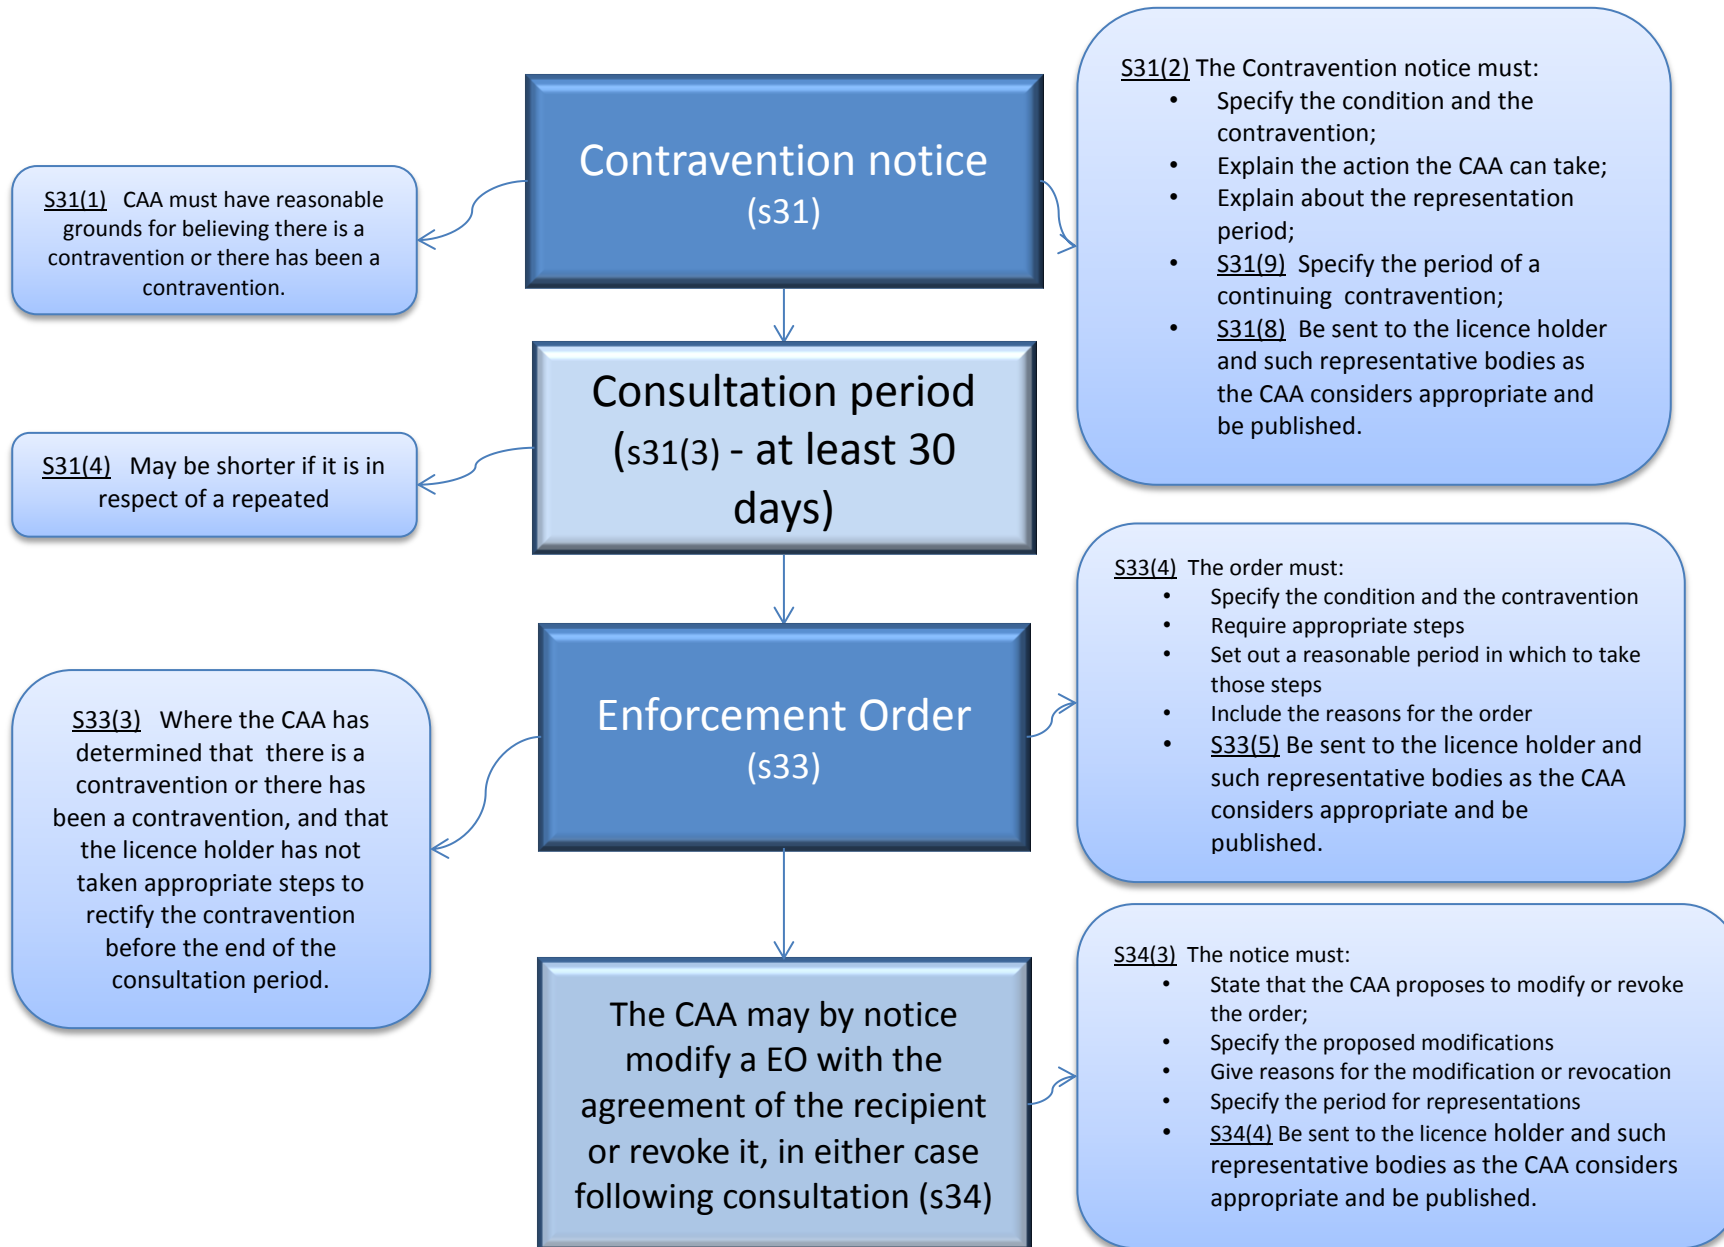 Contravention notice
(s31)
S31(1) CAA must have reasonable
grounds for believing there is a
contravention or there has been a
contravention.
S31(2) The Contravention notice must:
• Specify the condition and the
contravention;
• Explain the action the CAA can take;
• Explain about the representation
period;
• S31(9) Specify the period of a
continuing contravention;
• S31(8) Be sent to the licence holder
and such representative bodies as
the CAA considers appropriate and
be published.
Consultation period
(s31(3) - at least 30
days)
S31(4) May be shorter if it is in
respect of a repeated
Enforcement Order
(s33)
S33(3) Where the CAA has
determined that there is a
contravention or there has
been a contravention, and that
the licence holder has not
taken appropriate steps to
rectify the contravention
before the end of the
consultation period.
S33(4) The order must:
• Specify the condition and the contravention
• Require appropriate steps
• Set out a reasonable period in which to take
those steps
• Include the reasons for the order
• S33(5) Be sent to the licence holder and
such representative bodies as the CAA
considers appropriate and be
published.
The CAA may by notice
modify a EO with the
agreement of the recipient
or revoke it, in either case
following consultation (s34)
S34(3) The notice must:
• State that the CAA proposes to modify or revoke
the order;
• Specify the proposed modifications
• Give reasons for the modification or revocation
• Specify the period for representations
• S34(4) Be sent to the licence holder and such
representative bodies as the CAA considers
appropriate and be published.